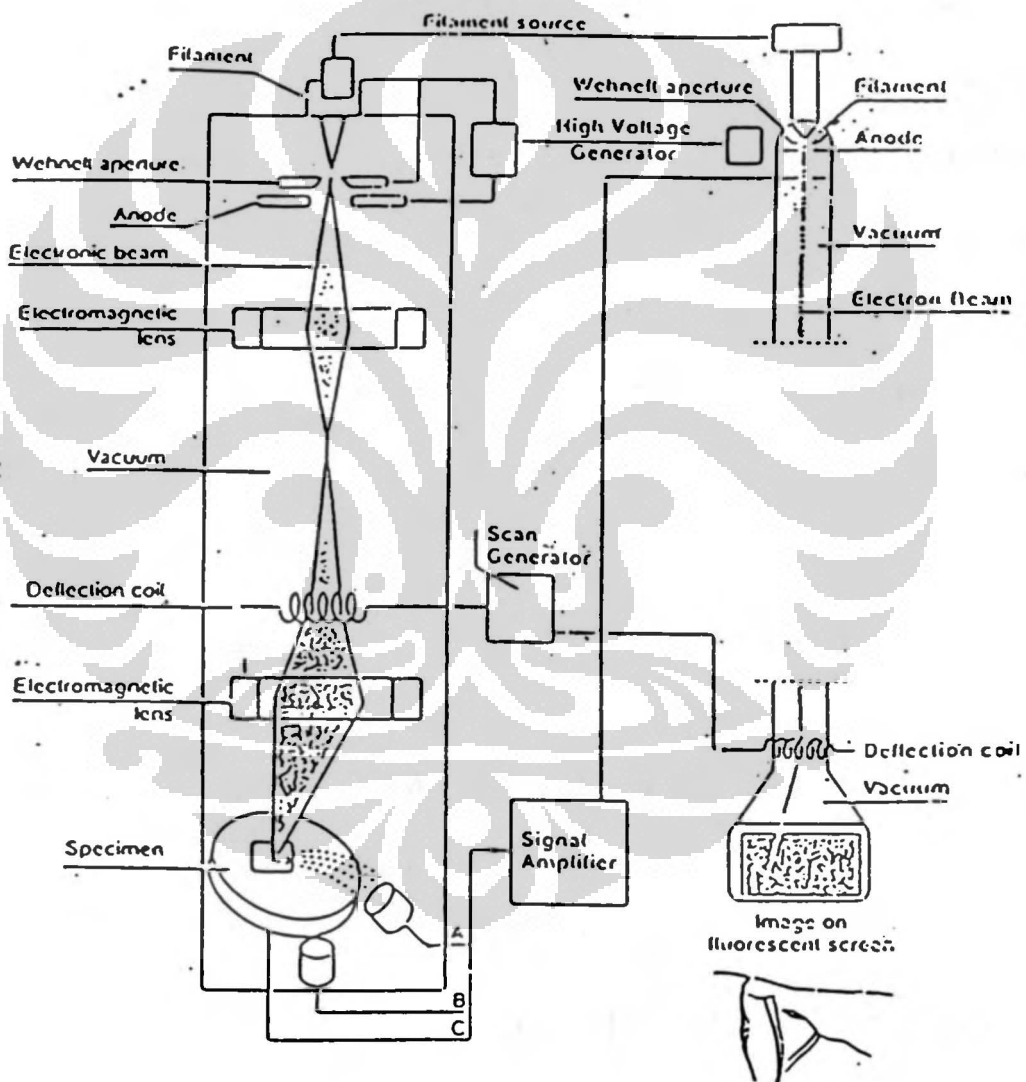 Filament source
Filament
Wehnelt aperture
Filament
High Voltage
Generator
Anode
Wehnelt aperture
Anode
Vacuum
Electronic beam
Electron Beam
Electromagnetic
lens
Vacuum
Scan
Generator
Deflection coil
Electromagnetic
lens
Deflection coil
Vacuum
Signal
Amplifier
Specimen
Image on
fluorescent screen
A
B
C